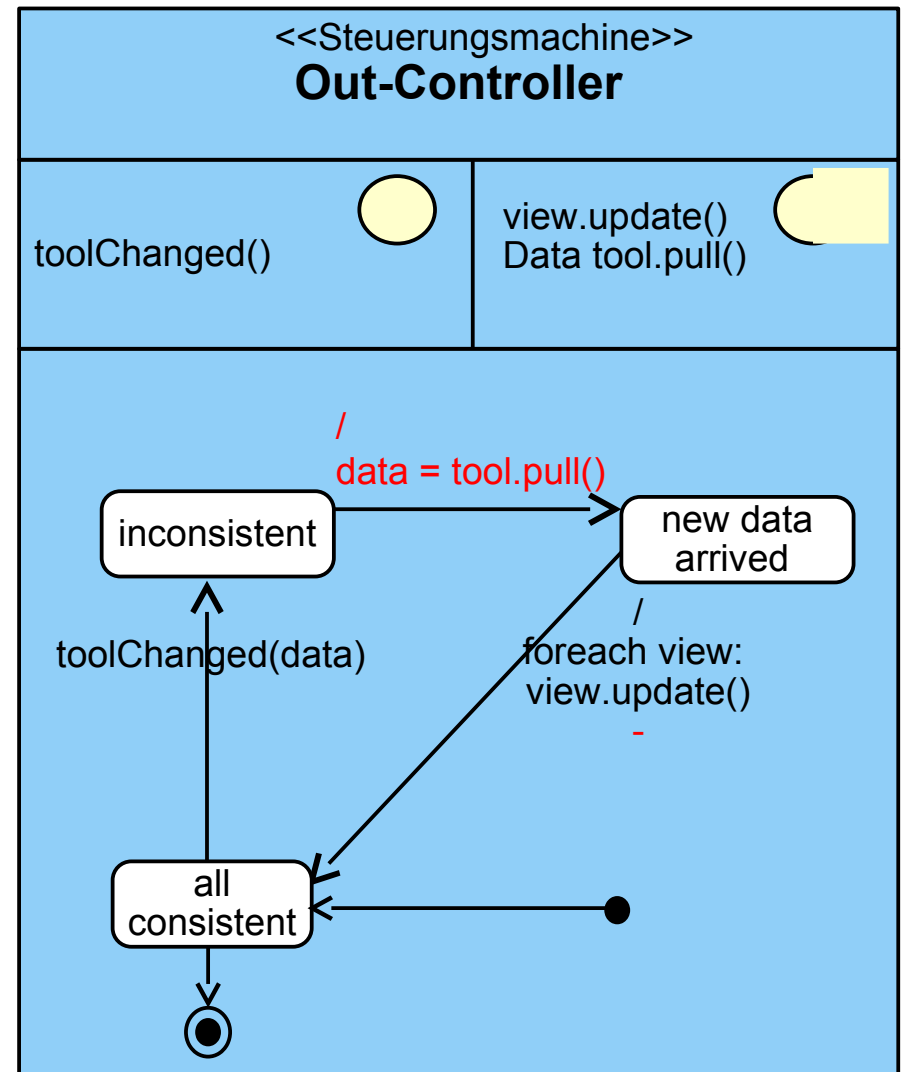 <<Steuerungsmachine>>
Out-Controller
toolChanged()
view.update()
Data tool.pull()
/
data = tool.pull()
inconsistent
new data
arrived
/
toolChanged(data)
foreach view:
view.update()
-
all
consistent